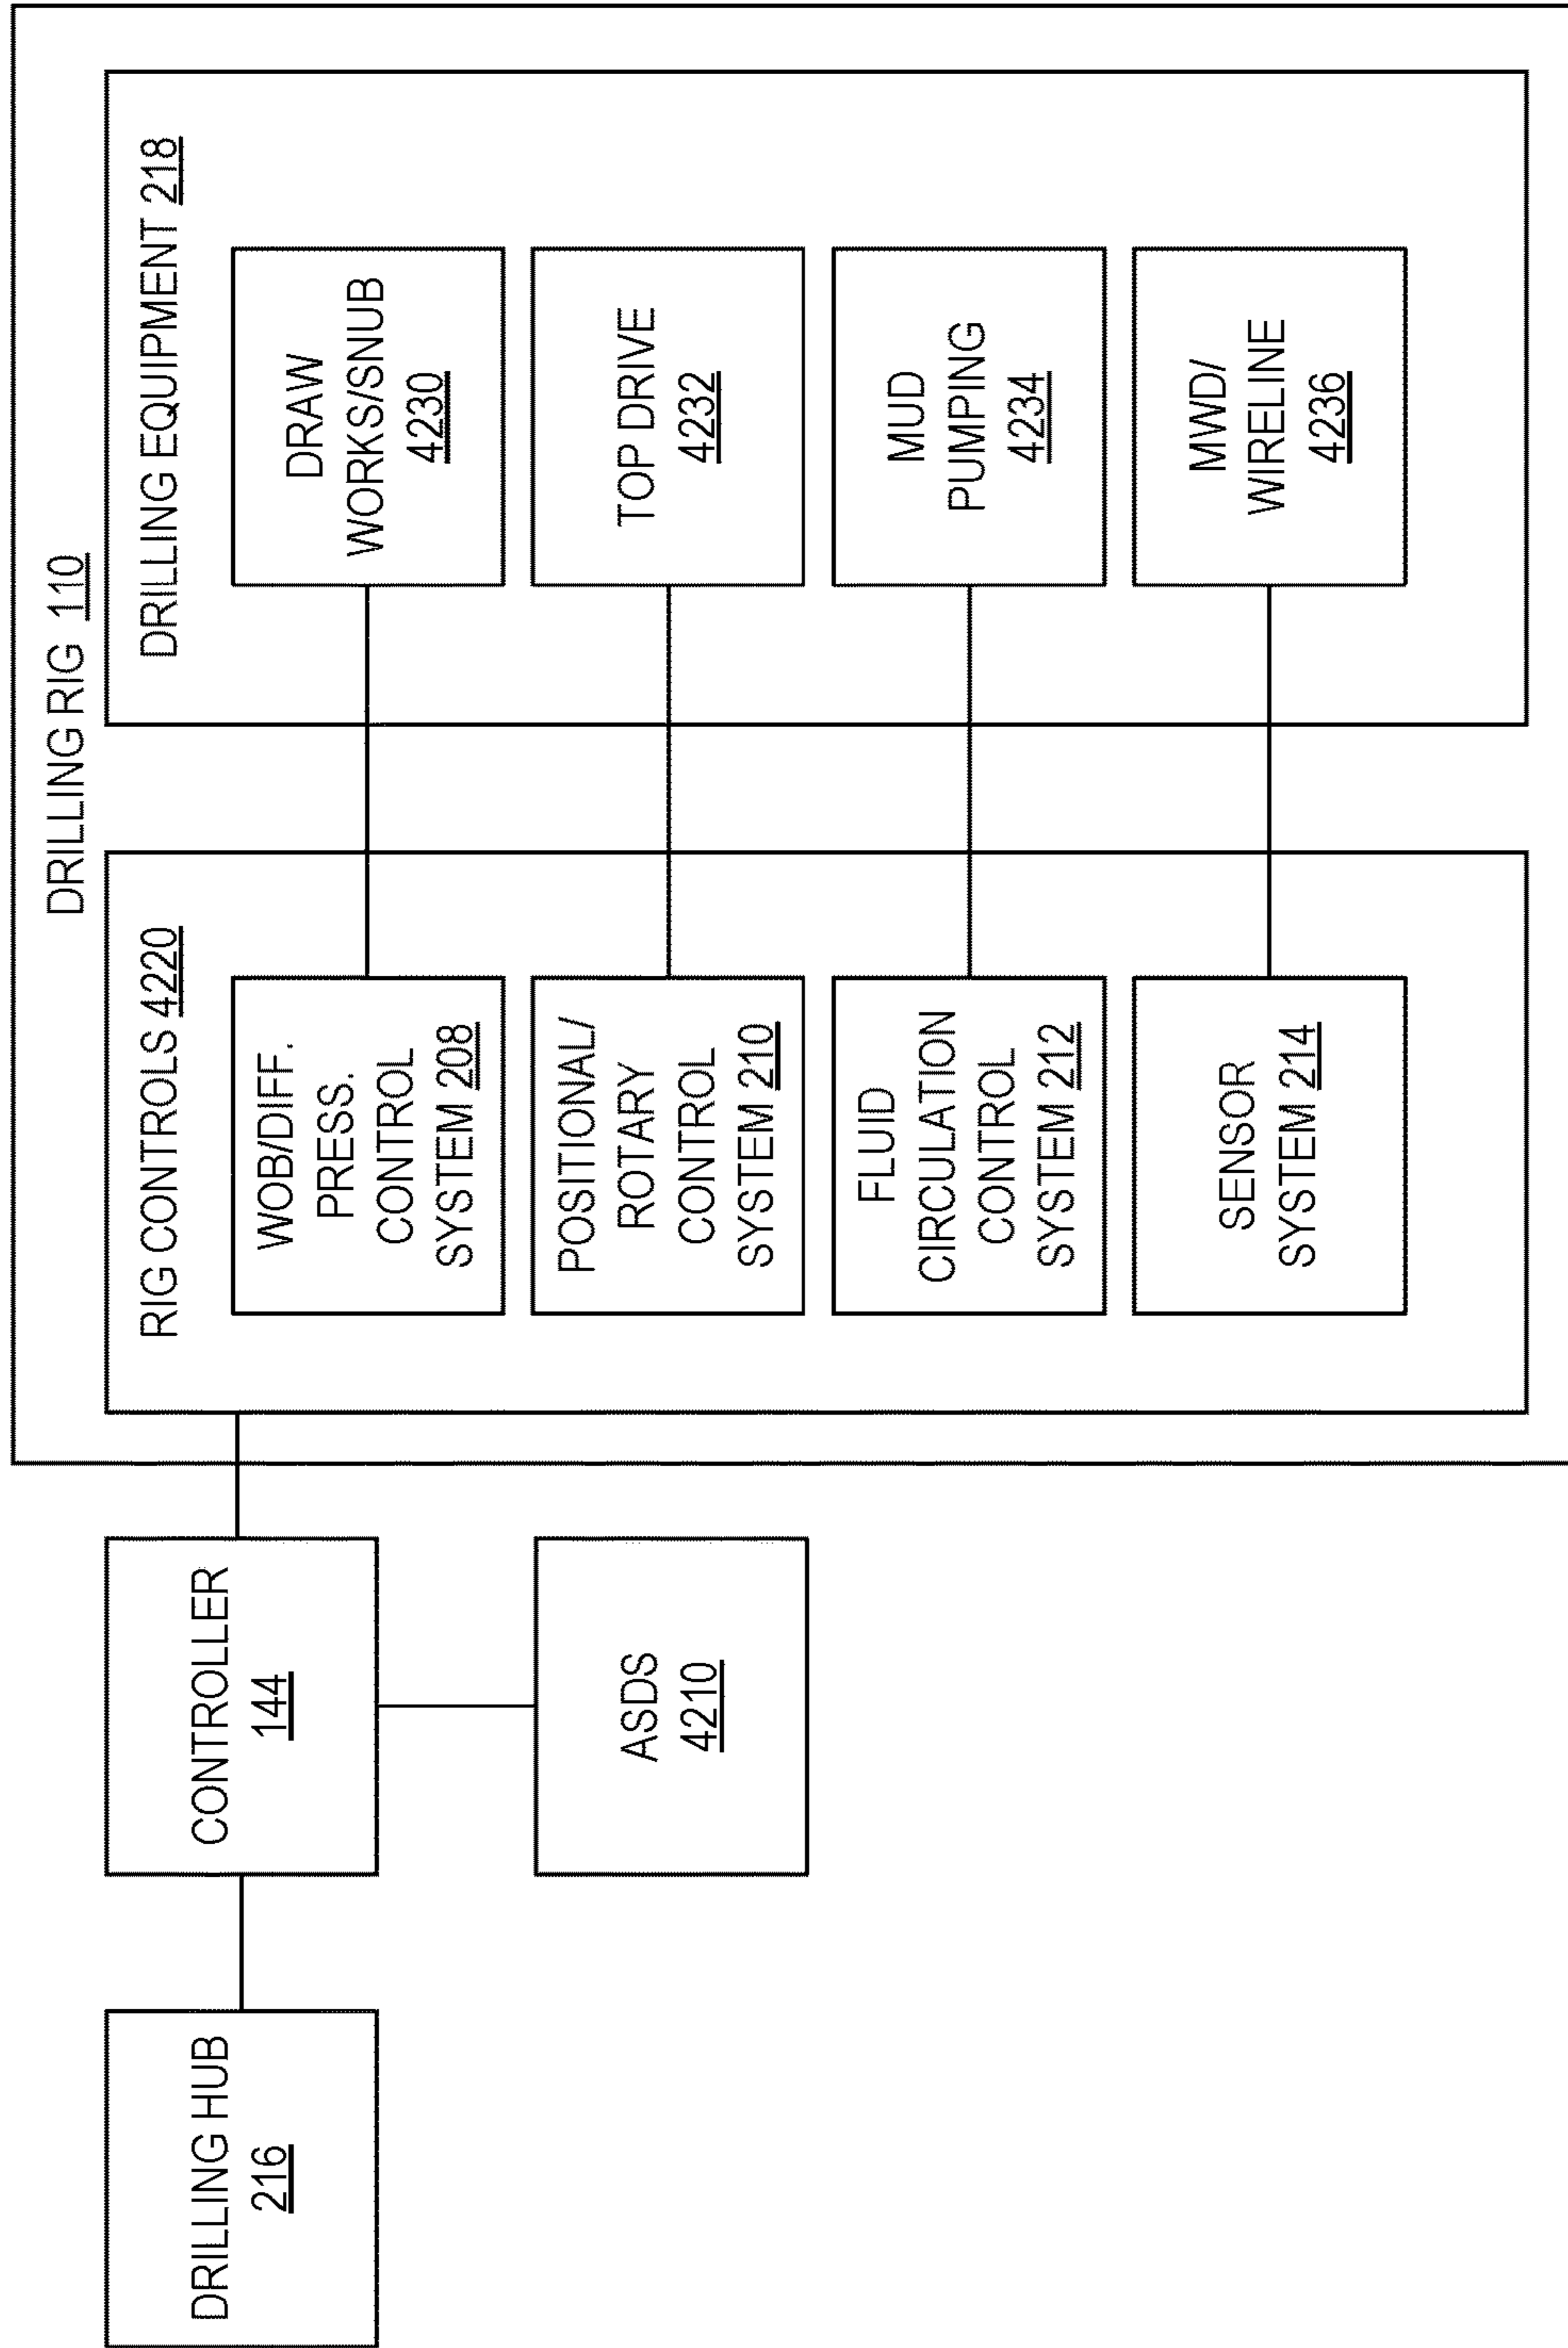 DRILLING HUB
216
CONTROLLER
144
ASDS
4210
DRILLING RIG 110
RIG CONTROLS 4220
WOB/DIFF.
PRESS.
CONTROL
SYSTEM 208
POSITIONAL/
ROTARY
CONTROL
SYSTEM 210
FLUID
CIRCULATION
CONTROL
SYSTEM 212
SENSOR
SYSTEM 214
DRILLING EQUIPMENT 218
DRAW
WORKS/SNUB
4230
TOP DRIVE
4232
MUD
PUMPING
4234
MWD/
WIRELINE
4236